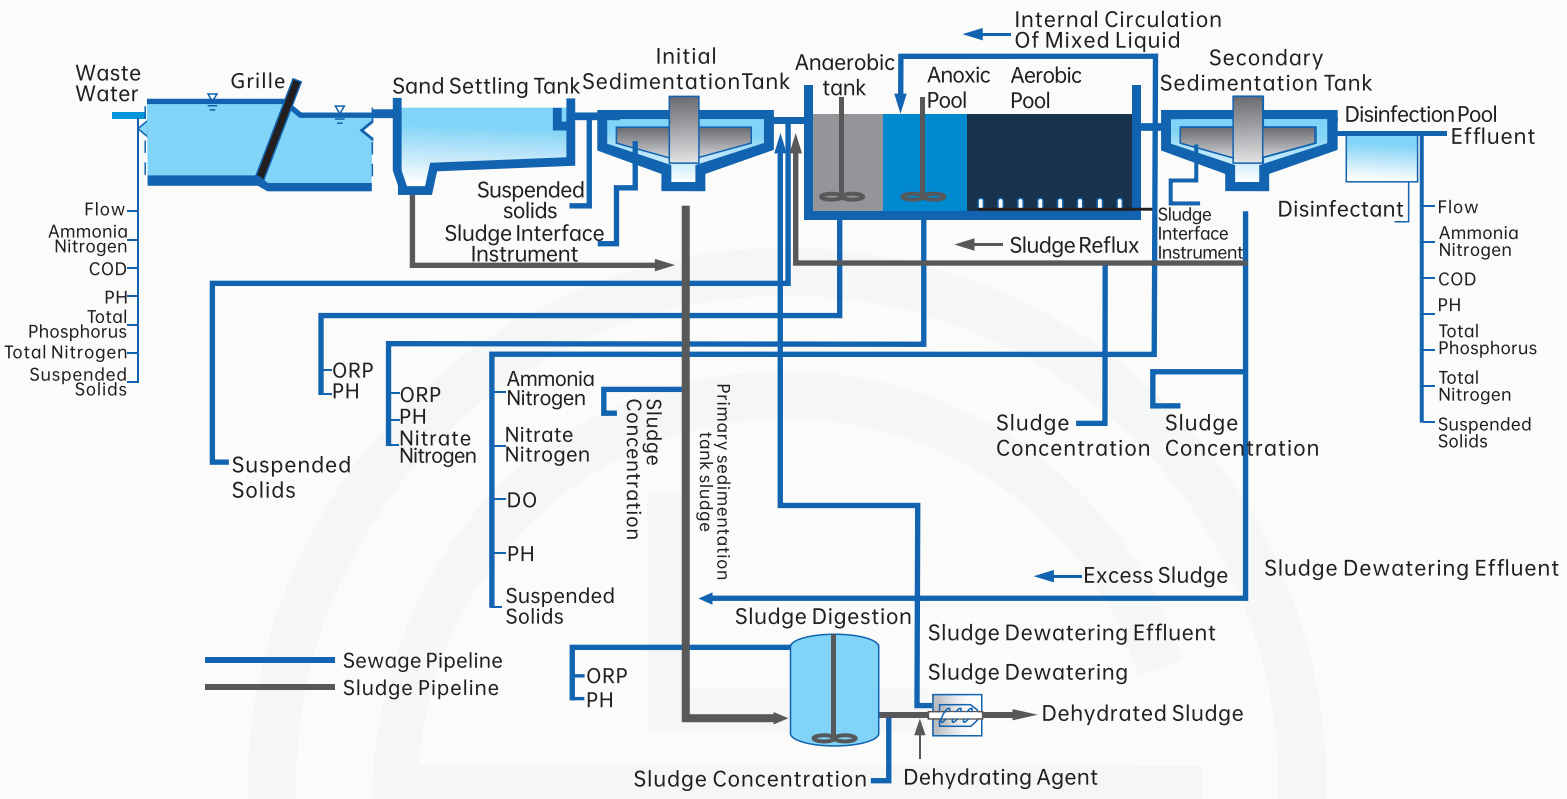 Internal Circulation
Of Mixed Liquid
Waste
Water
Grille
Sand Settling Tank
Initial
Sedimentation Tank
Anaerobic
tank
Anoxic
Pool
Aerobic
Pool
Secondary
Sedimentation Tank
Disinfection Pool
Effluent
Flow
Ammonia
Nitrogen
COD
PH
Total
Phosphorus
Total Nitrogen
Suspended
Solids
Suspended
solids
Sludge Interface
Instrument
Sludge Reflux
Sludge
Interface
Instrument
Disinfectant
Flow
Ammonia
Nitrogen
COD
PH
Total
Phosphorus
Total
Nitrogen
Suspended
Solids
ORP
PH
ORP
PH
Nitrate
Nitrogen
Suspended
Solids
Ammonia
Nitrogen
Nitrate
Nitrogen
DO
PH
Suspended
Solids
Sludge
Concentration
Primary sedimentation
tank sludge
Sludge
Concentration
Sludge
Concentration
Excess Sludge
Sludge Dewatering Effluent
Sludge Digestion
Sludge Dewatering Effluent
Sludge Dewatering
Sewage Pipeline
Sludge Pipeline
ORP
PH
Dehydrated Sludge
Sludge Concentration
Dehydrating Agent